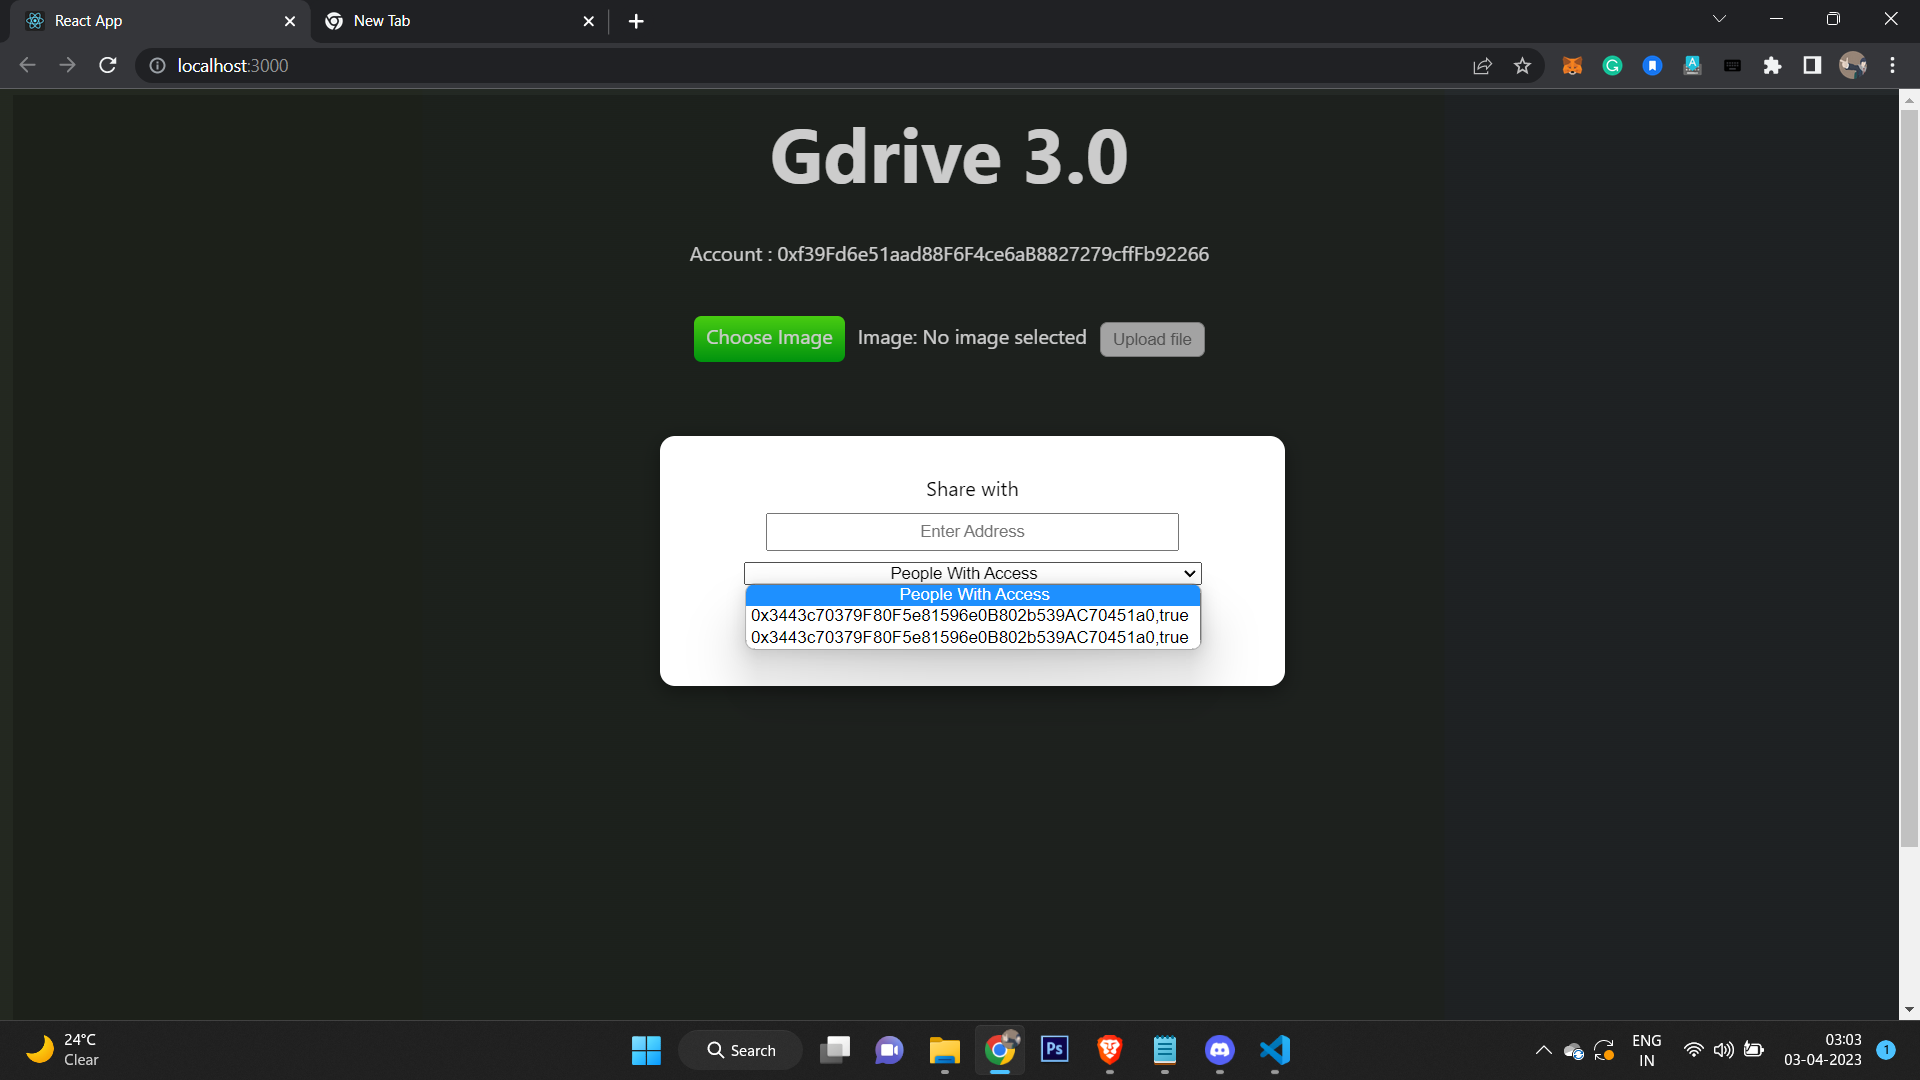 React App
New Tab
localhost:3000
Gdrive 3.0
Account : 0xf39Fd6e51aad88F6F4ce6aB8827279cffFb92266
Choose Image
Image: No image selected
Upload file
Share with
Enter Address
People With Access
People With Access
0x3443c70379F80F5e81596e0B802b539AC70451a0,true
0x3443c70379F80F5e81596e0B802b539AC70451a0,true
24°C
Clear
Search
Ps
ENG
IN
03:03
03-04-2023
1